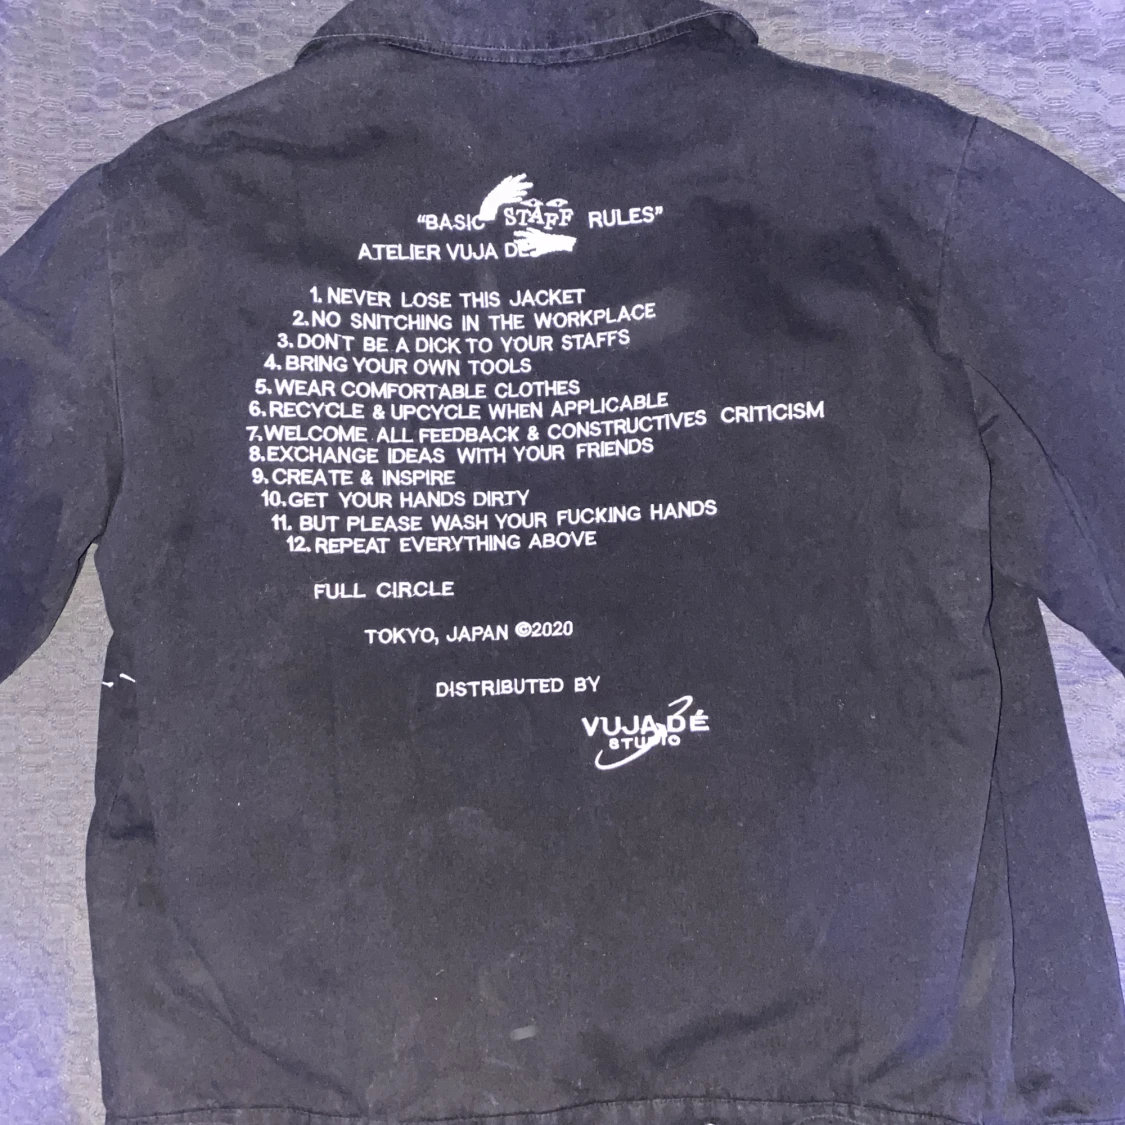 “BASIC STAFF RULES”
ATELIER VUJA DE
1. NEVER LOSE THIS JACKET
2. NO SNITCHING IN THE WORKPLACE
3. DON'T BE A DICK TO YOUR STAFFS
4. BRING YOUR OWN TOOLS
5. WEAR COMFORTABLE CLOTHES
6. RECYCLE & UPCYCLE WHEN APPLICABLE
7. WELCOME ALL FEEDBACK & CONSTRUCTIVES CRITICISM
8. EXCHANGE IDEAS WITH YOUR FRIENDS
9. CREATE & INSPIRE
10. GET YOUR HANDS DIRTY
11. BUT PLEASE WASH YOUR FUCKING HANDS
12. REPEAT EVERYTHING ABOVE
FULL CIRCLE
TOKYO, JAPAN ©2020
DISTRIBUTED BY
VUJA DÉ
STUDIO